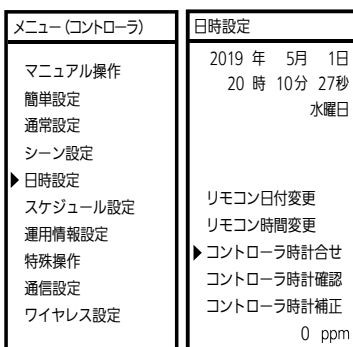 メニュー(コントローラ)
マニュアル操作
簡単設定
通常設定
シーン設定
▶日時設定
スケジュール設定
運用情報設定
特殊操作
通信設定
ワイヤレス設定
日時設定
2019 年 5月 1日
20 時 10分 27秒
水曜日
リモコン日付変更
リモコン時間変更
▶コントローラ時計合せ
コントローラ時計確認
コントローラ時計補正
0 ppm